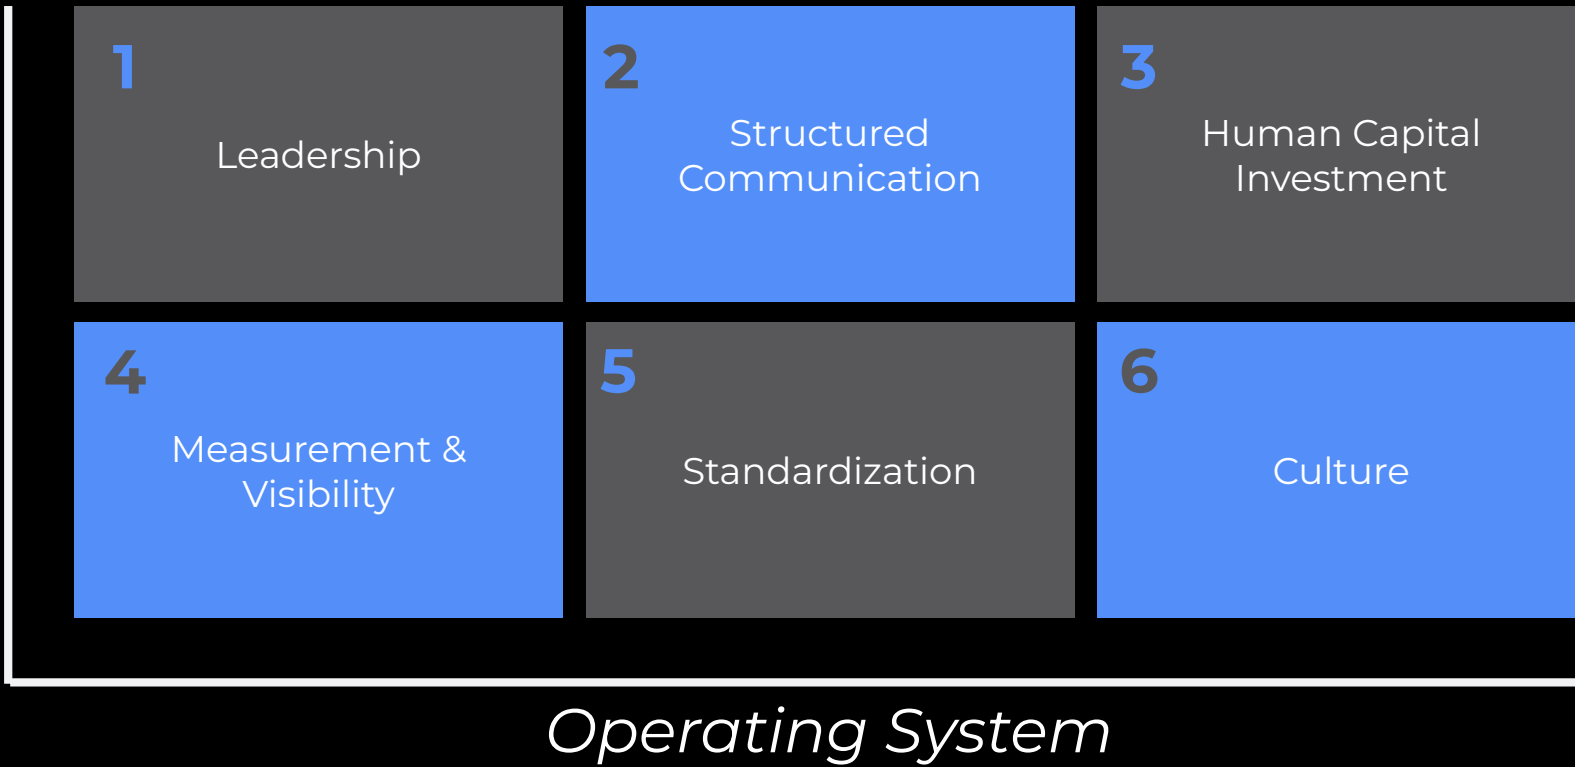 1
Leadership
2
Structured
Communication
3
Human Capital
Investment
4
Measurement &
Visibility
5
Standardization
6
Culture
Operating System